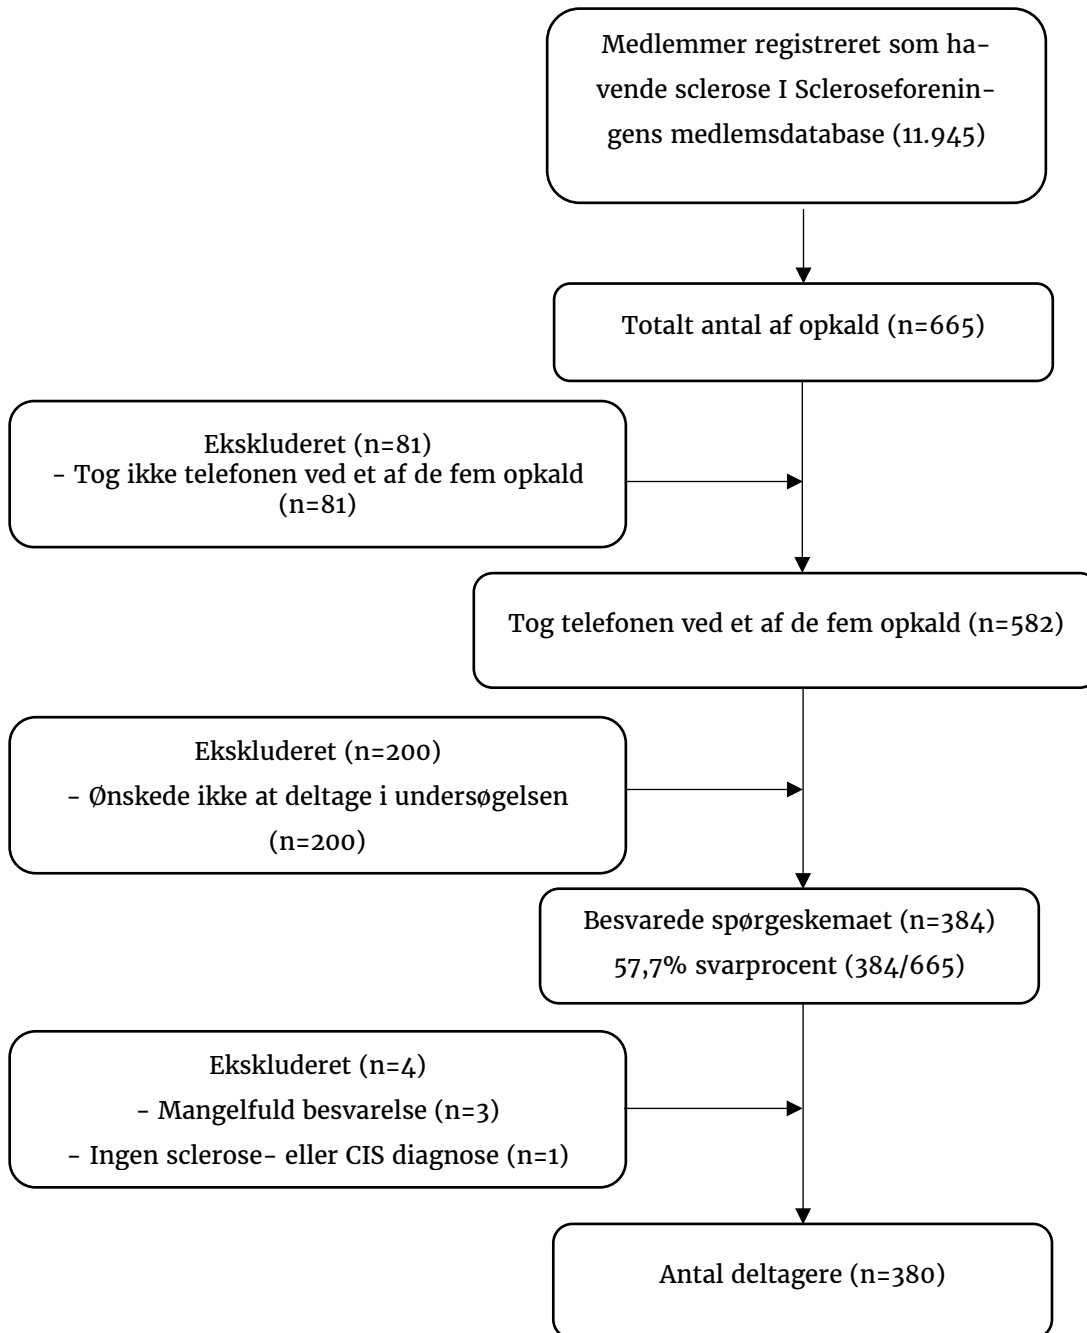 Medlemmer registreret som ha-
vende sclerose I Scleroseforenin-
gens medlemsdatabase (11.945)
Totalt antal af opkald (n=665)
Ekskluderet (n=81)
- Tog ikke telefonen ved et af de fem opkald
(n=81)
Tog telefonen ved et af de fem opkald (n=582)
Ekskluderet (n=200)
- Ønskede ikke at deltage i undersøgelsen
(n=200)
Besvarede spørgeskemaet (n=384)
57,7% svarprocent (384/665)
Ekskluderet (n=4)
- Mangelfuld besvarelse (n=3)
- Ingen sclerose- eller CIS diagnose (n=1)
Antal deltagere (n=380)